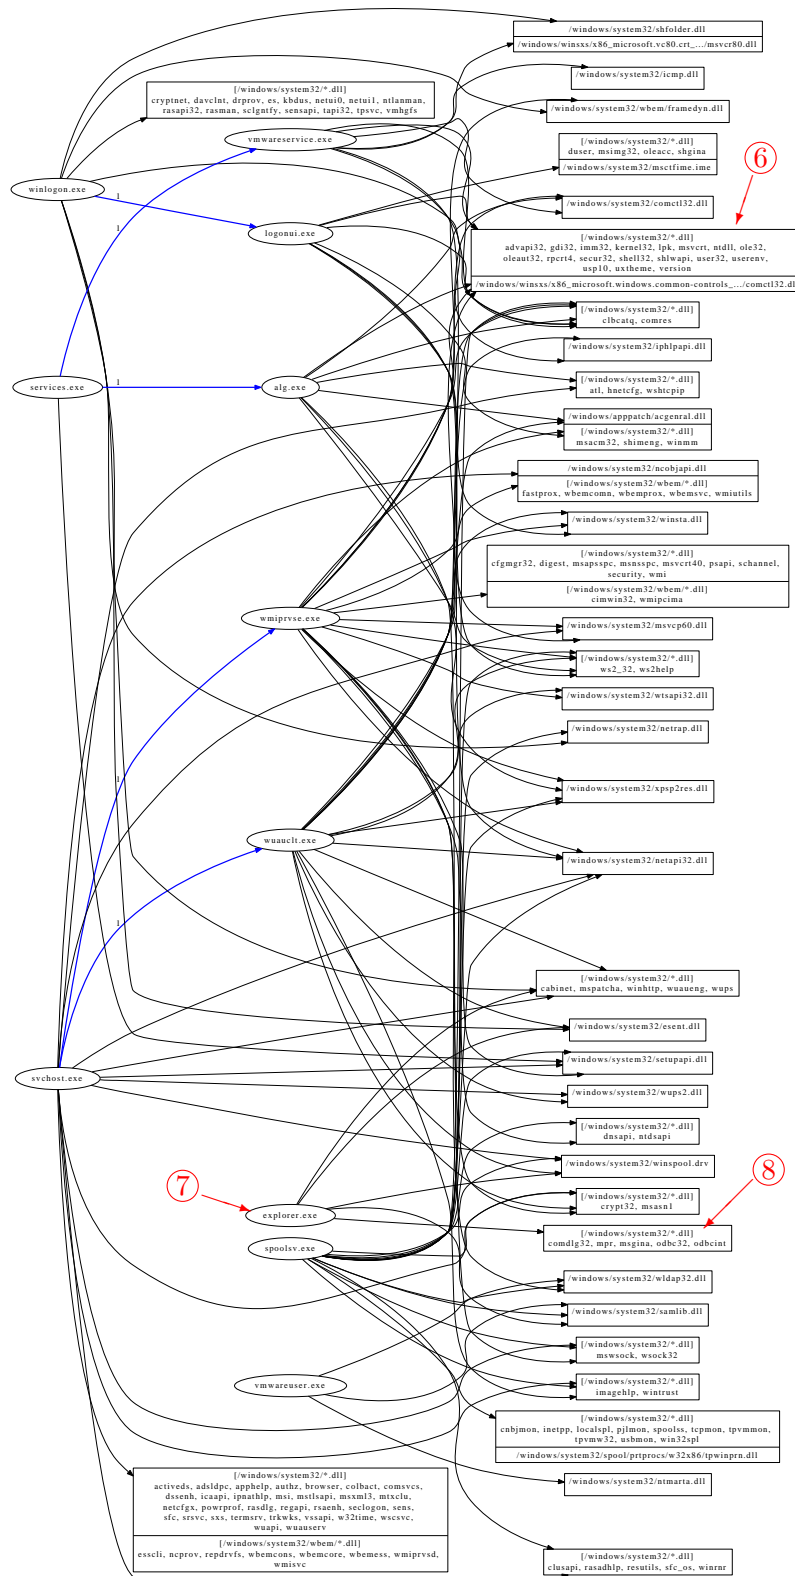 /windows/system32/shfolder.dll
/windows/winsxs/x86_microsoft.vc80.crt_.../msvcr80.dll
/windows/system32/icmp.dll
[/windows/system32/*.dll]
cryptnet, davclnt, drprov, es, kbdus, netui0, netui1, ntlanman,
rasapi32, rasman, sclgntfy, sensapi, tapi32, tpsvc, vmhgfs
/windows/system32/wbem/framedyn.dll
vmwareservice.exe
[/windows/system32/*.dll]
duser, msimg32, oleacc, shgina
/windows/system32/msctfime.ime
6
winlogon.exe
1
/windows/system32/comctl32.dll
logonui.exe
1
[/windows/system32/*.dll]
advapi32, gdi32, imm32, kernel32, lpk, msvcrt, ntdll, ole32,
oleaut32, rpcrt4, secur32, shell32, shlwapi, user32, userenv,
usp10, uxtheme, version
/windows/winsxs/x86_microsoft.windows.common-controls_.../comctl32.dll
[/windows/system32/*.dll]
clbcatq, comres
/windows/system32/iphlpapi.dll
services.exe
1
alg.exe
[/windows/system32/*.dll]
atl, hnetcfg, wshtcpip
/windows/apppatch/acgenral.dll
[/windows/system32/*.dll]
msacm32, shimeng, winmm
/windows/system32/ncobjapi.dll
[/windows/system32/wbem/*.dll]
fastprox, wbemcomn, wbemprox, wbemsvc, wmiutils
/windows/system32/winsta.dll
[/windows/system32/*.dll]
cfgmgr32, digest, msapsspc, msnsspc, msvcrt40, psapi, schannel,
security, wmi
[/windows/system32/wbem/*.dll]
cimwin32, wmipcima
wmiprvse.exe
/windows/system32/msvcp60.dll
[/windows/system32/*.dll]
ws2_32, ws2help
/windows/system32/wtsapi32.dll
/windows/system32/netrap.dll
1
/windows/system32/xpsp2res.dll
wuauclt.exe
/windows/system32/netapi32.dll
1
[/windows/system32/*.dll]
cabinet, mspatcha, winhttp, wuaueng, wups
/windows/system32/esent.dll
/windows/system32/setupapi.dll
svchost.exe
/windows/system32/wups2.dll
[/windows/system32/*.dll]
dnsapi, ntdsapi
/windows/system32/winspool.drv
7
8
[/windows/system32/*.dll]
crypt32, msasn1
explorer.exe
[/windows/system32/*.dll]
comdlg32, mpr, msgina, odbc32, odbcint
spoolsv.exe
/windows/system32/wldap32.dll
/windows/system32/samlib.dll
[/windows/system32/*.dll]
mswsock, wsock32
vmwareuser.exe
[/windows/system32/*.dll]
imagehlp, wintrust
[/windows/system32/*.dll]
cnbjmon, inetpp, localspl, pjlmon, spoolss, tcpmon, tpvmmon,
tpvmw32, usbmon, win32spl
/windows/system32/spool/prtprocs/w32x86/tpwinprn.dll
[/windows/system32/*.dll]
activeds, adsldpc, apphelp, authz, browser, colbact, comsvcs,
dssenh, icaapi, ipnathlp, msi, mstlsapi, msxml3, mtxclu,
netcfgx, powrprof, rasdlg, regapi, rsaenh, seclogon, sens,
sfc, srsvc, sxs, termsrv, trkwks, vssapi, w32time, wscsvc,
wuapi, wuauserv
[/windows/system32/wbem/*.dll]
esscli, ncprov, repdrvfs, wbemcons, wbemcore, wbemess, wmiprvsd,
wmisvc
/windows/system32/ntmarta.dll
[/windows/system32/*.dll]
clusapi, rasadhlp, resutils, sfc_os, winrnr